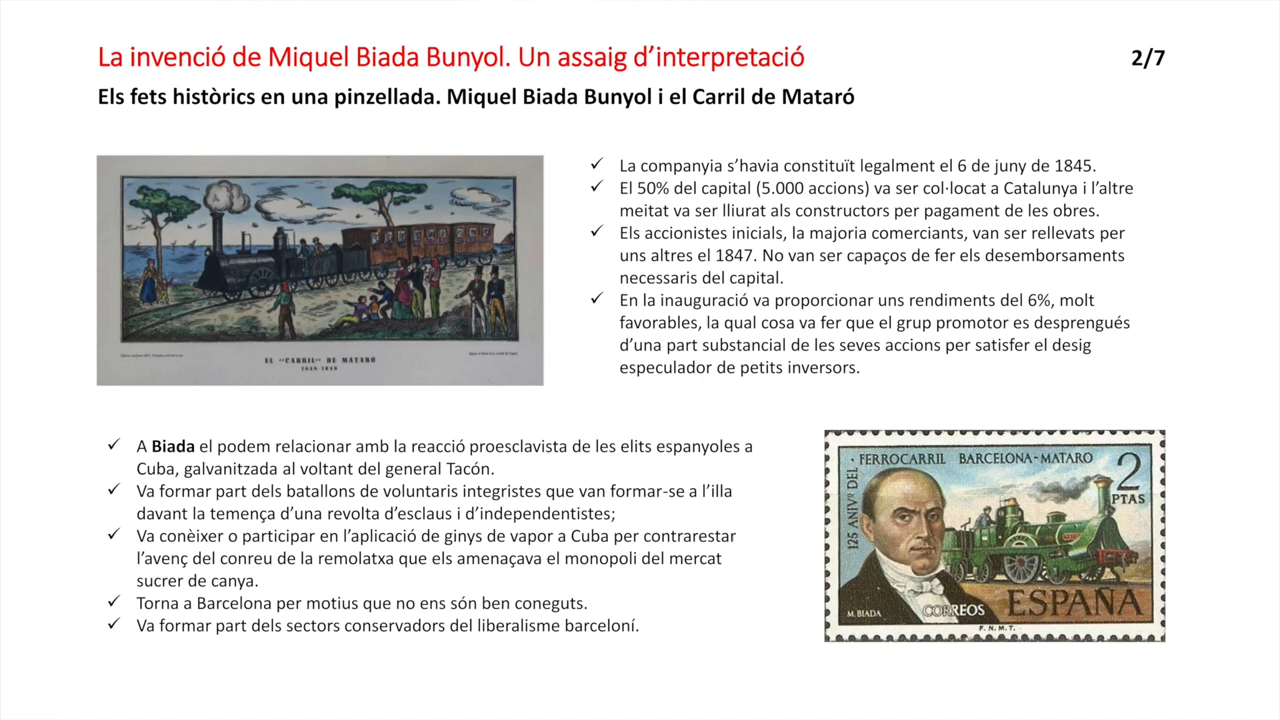 La invenció de Miquel Biada Bunyol. Un assaig d’interpretació
2/7
Els fets històrics en una pinzellada. Miquel Biada Bunyol i el Carril de Mataró
EL “CARRIL” DE MATARÓ
1848-1948
✓ La companyia s’havia constituït legalment el 6 de juny de 1845.
✓ El 50% del capital (5.000 accions) va ser col·locat a Catalunya i l’altre
meitat va ser lliurat als constructors per pagament de les obres.
✓ Els accionistes inicials, la majoria comerciants, van ser rellevats per
uns altres el 1847. No van ser capaços de fer els desemborsaments
necessaris del capital.
✓ En la inauguració va proporcionar uns rendiments del 6%, molt
favorables, la qual cosa va fer que el grup promotor es desprengués
d’una part substancial de les seves accions per satisfer el desig
especulador de petits inversors.
✓ A Biada el podem relacionar amb la reacció proesclavista de les elits espanyoles a
Cuba, galvanitzada al voltant del general Tacón.
✓ Va formar part dels batallons de voluntaris integristes que van formar-se a l’illa
davant la temença d’una revolta d’esclaus i d’independentistes;
✓ Va conèixer o participar en l’aplicació de ginys de vapor a Cuba per contrarestar
l’avenç del conreu de la remolatxa que els amenaçava el monopoli del mercat
sucrer de canya.
✓ Torna a Barcelona per motius que no ens són ben coneguts.
✓ Va formar part dels sectors conservadors del liberalisme barceloní.
125 ANIVº DEL
· FERROCARRIL BARCELONA-MATARO
2
PTAS
M. BIADA
CORREOS
ESPAÑA
F. N. M. T.